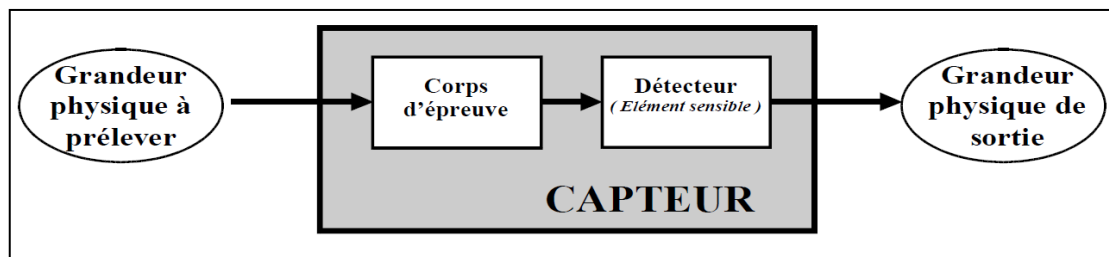 Grandeur
physique à
prélever
Corps
d'épreuve
Détecteur
( Elément sensible )
Grandeur
physique de
sortie
CAPTEUR